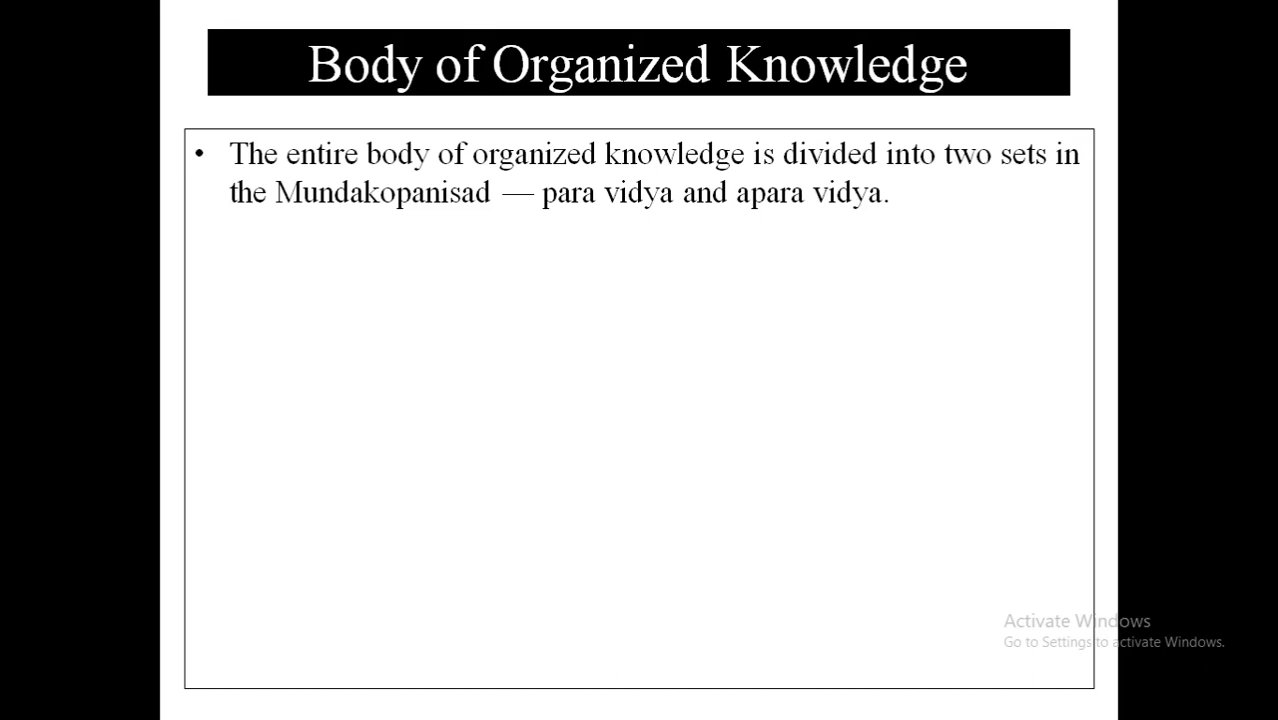 Body of Organized Knowledge
• The entire body of organized knowledge is divided into two sets in
the Mundakopanisad — para vidya and apara vidya.
Activate Windows
Go to Settings to activate Windows.